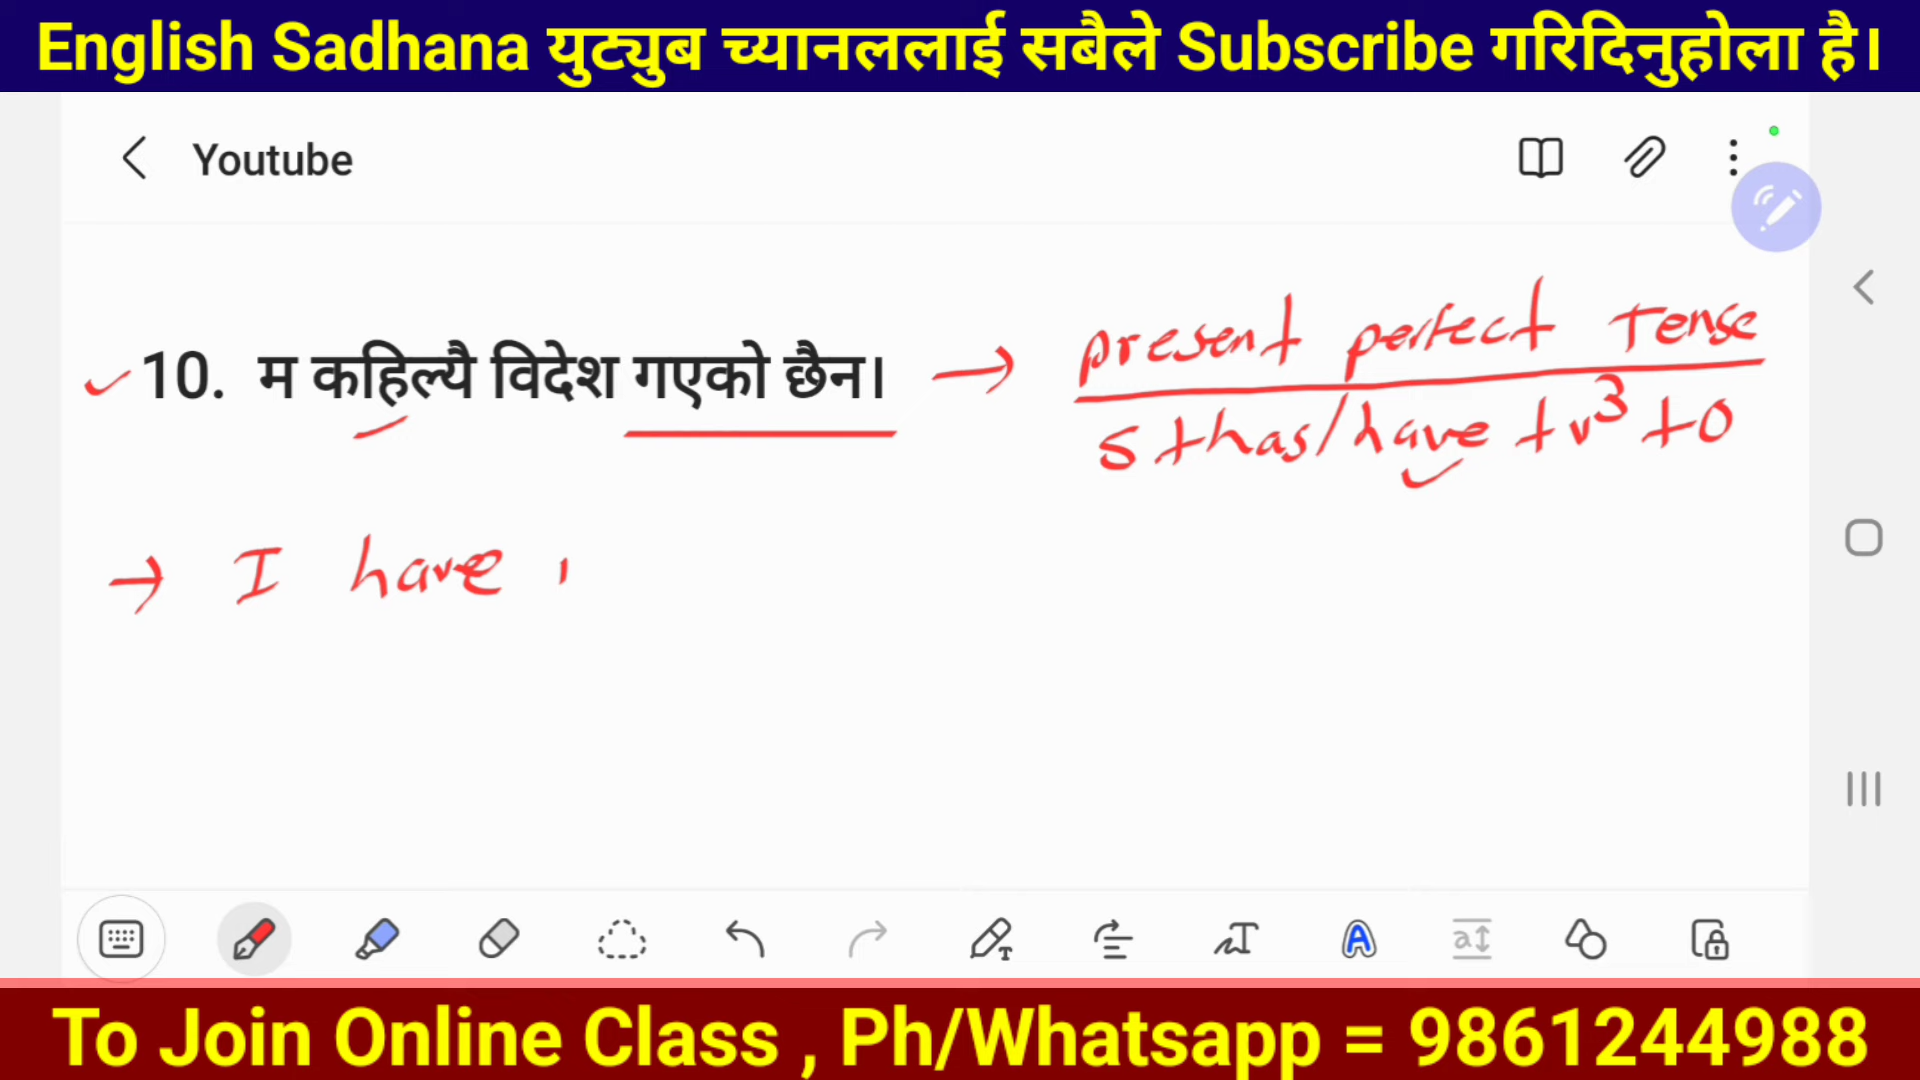 English Sadhana युट्युब च्यानललाई सबैले Subscribe गरिदिनुहोला है।
Youtube
10. म कहिल्यै विदेश गएको छैन। → present perfect tense
s + has/have + v³ + o
→ I have
To Join Online Class , Ph/Whatsapp = 9861244988